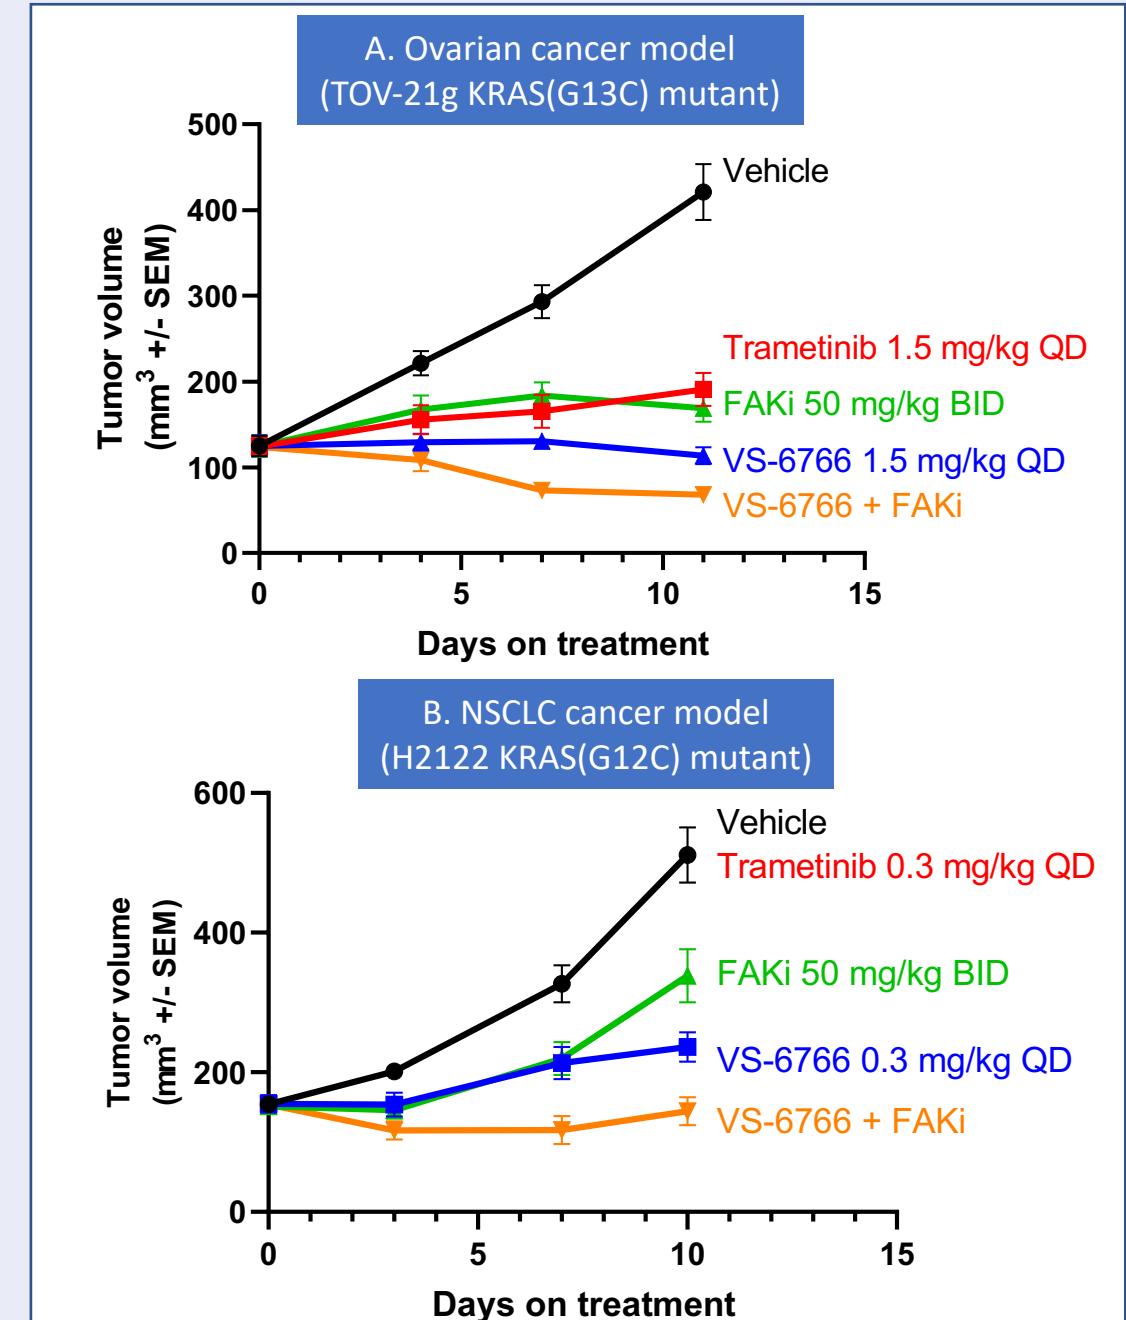 A. Ovarian cancer model
(TOV-21g KRAS(G13C) mutant)
500
400
300
200
100
0
Tumor volume
(mm³ +/- SEM)
Vehicle
Trametinib 1.5 mg/kg QD
FAKi 50 mg/kg BID
VS-6766 1.5 mg/kg QD
VS-6766 + FAKi
0 5 10 15
Days on treatment
B. NSCLC cancer model
(H2122 KRAS(G12C) mutant)
600
400
200
0
Tumor volume
(mm³ +/- SEM)
Vehicle
Trametinib 0.3 mg/kg QD
FAKi 50 mg/kg BID
VS-6766 0.3 mg/kg QD
VS-6766 + FAKi
0 5 10 15
Days on treatment